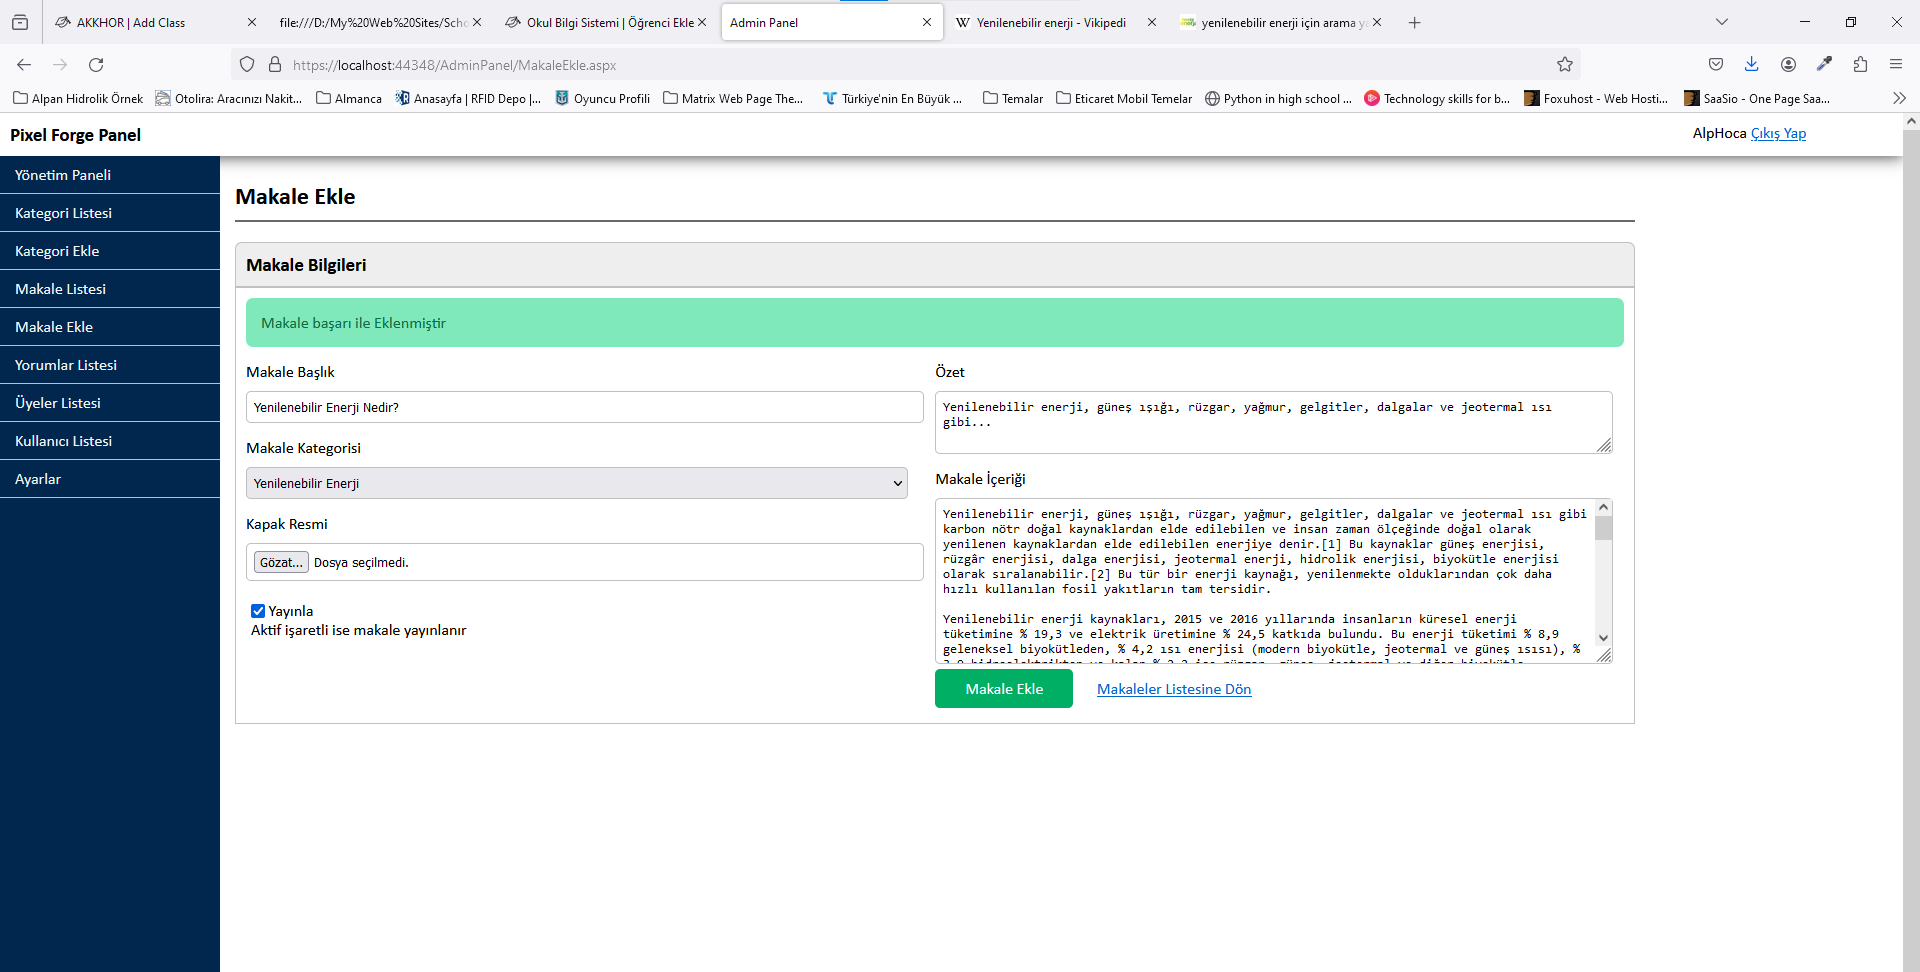 AKKHOR | Add Class
file:///D:/My%20Web%20Sites/Scho
Okul Bilgi Sistemi | Öğrenci Ekle
Admin Panel
Yenilenebilir enerji - Vikipedi
yenilenebilir enerji için arama ya
https://localhost:44348/AdminPanel/MakaleEkle.aspx
Alpan Hidrolik Örnek
Otolira: Aracınızı Nakit...
Almanca
Anasayfa | RFID Depo |...
Oyuncu Profili
Matrix Web Page The...
Türkiye'nin En Büyük ...
Temalar
Eticaret Mobil Temeler
Python in high school ...
Technology skills for b...
Foxuhost - Web Hosti...
SaaSio - One Page Saa...
Pixel Forge Panel
AlpHoca Çıkış Yap
Yönetim Paneli
Kategori Listesi
Kategori Ekle
Makale Listesi
Makale Ekle
Yorumlar Listesi
Üyeler Listesi
Kullanıcı Listesi
Ayarlar
Makale Ekle
Makale Bilgileri
Makale başarı ile Eklenmiştir
Makale Başlık
Yenilenebilir Enerji Nedir?
Makale Kategorisi
Yenilenebilir Enerji
Kapak Resmi
Gözat... Dosya seçilmedi.
Yayınla
Aktif işaretli ise makale yayınlanır
Özet
Yenilenebilir enerji, güneş ışığı, rüzgar, yağmur, gelgitler, dalgalar ve jeotermal ısı
gibi...
Makale İçeriği
Yenilenebilir enerji, güneş ışığı, rüzgar, yağmur, gelgitler, dalgalar ve jeotermal ısı gibi
karbon nötr doğal kaynaklardan elde edilebilen ve insan zaman ölçeğinde doğal olarak
yenilenen kaynaklardan elde edilebilen enerjiye denir.[1] Bu kaynaklar güneş enerjisi,
rüzgâr enerjisi, dalga enerjisi, jeotermal enerji, hidrolik enerjisi, biyokütle enerjisi
olarak sıralanabilir.[2] Bu tür bir enerji kaynağı, yenilenmekte olduklarından çok daha
hızlı kullanılan fosil yakıtların tam tersidir.
Yenilenebilir enerji kaynakları, 2015 ve 2016 yıllarında insanların küresel enerji
tüketimine % 19,3 ve elektrik üretimine % 24,5 katkıda bulundu. Bu enerji tüketimi % 8,9
geleneksel biyokütleden, % 4,2 ısı enerjisi (modern biyokütle, jeotermal ve güneş ısısı), %
Makale Ekle
Makaleler Listesine Dön